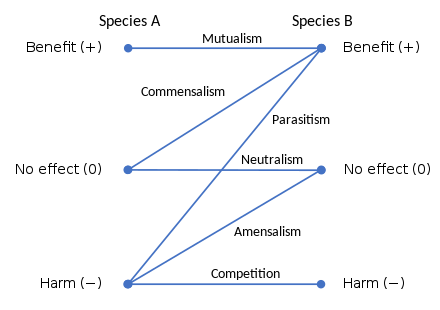 Species A Species B
Benefit (+) Mutualism Benefit (+)
Commensalism
Parasitism
No effect (0) Neutralism No effect (0)
Amensalism
Harm (−) Competition Harm (−)